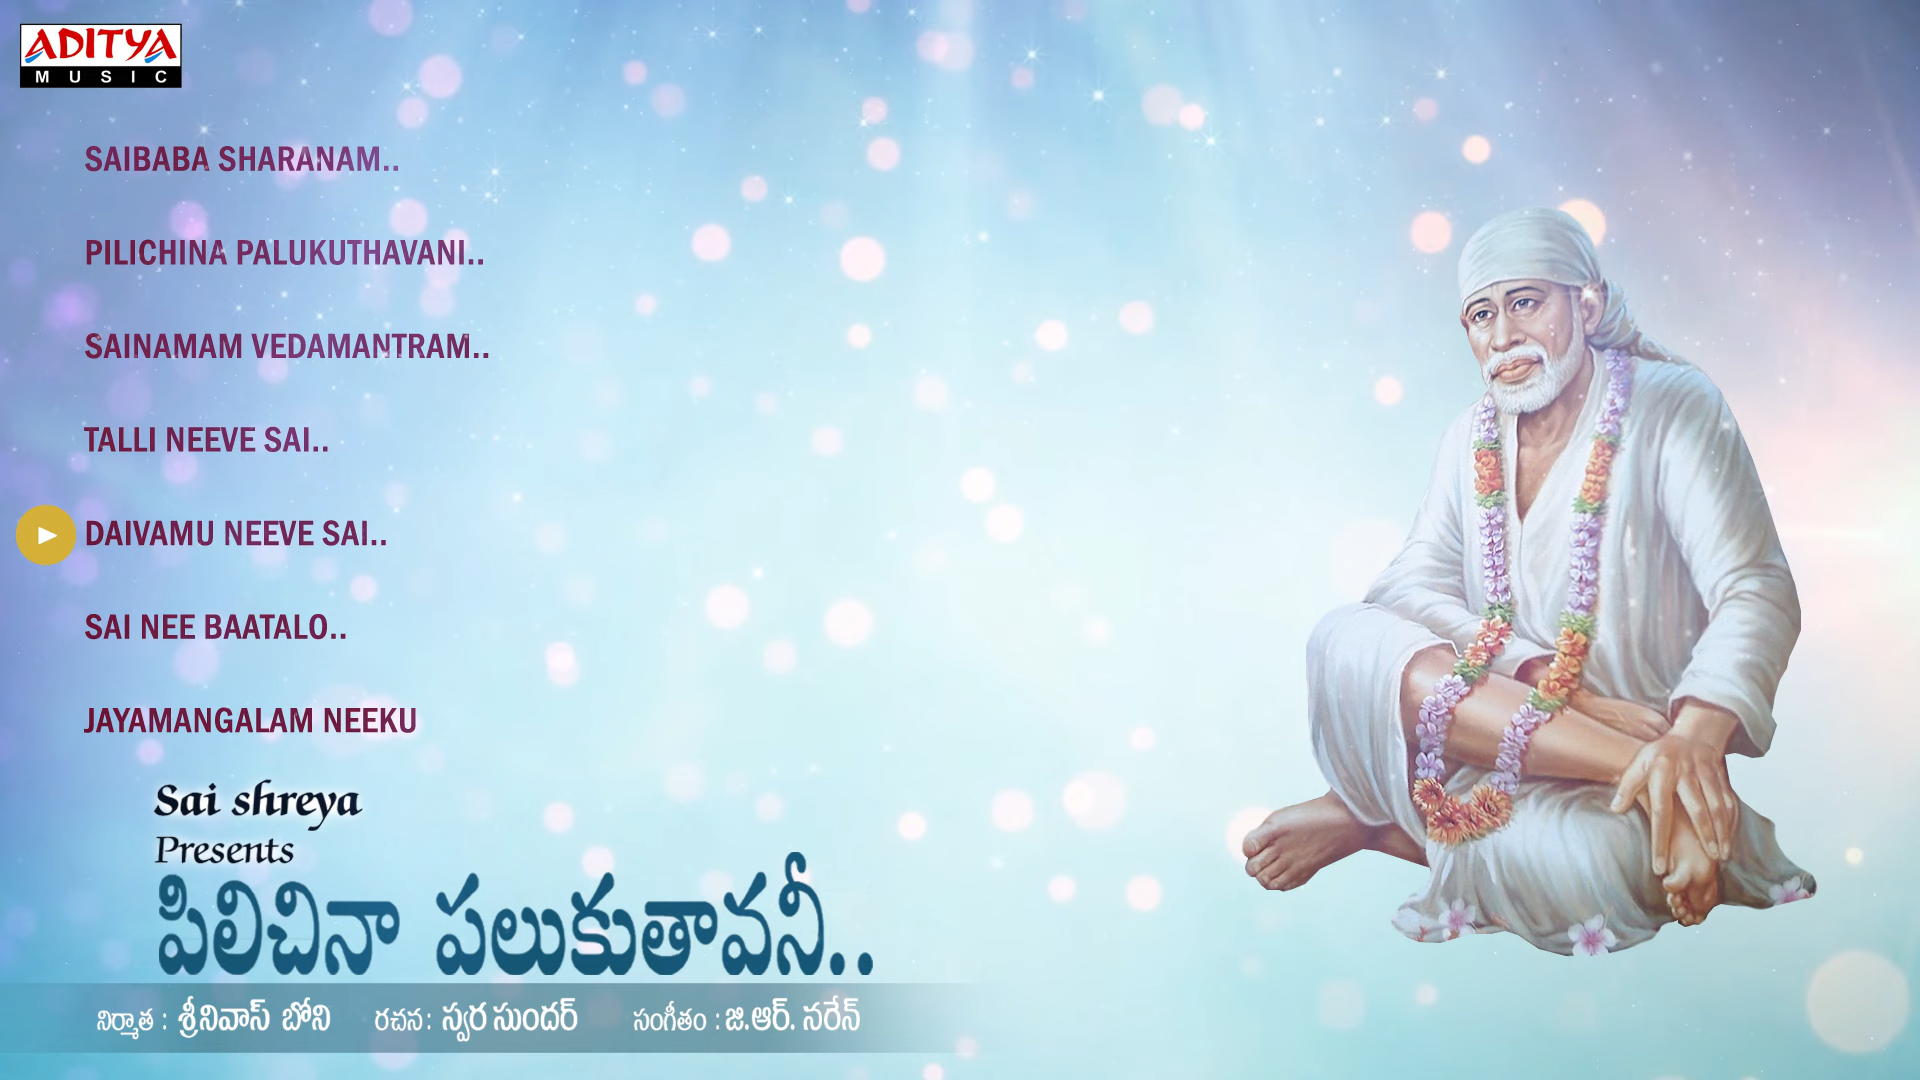 ADITYA
MUSIC
SAIBABA SHARANAM..
PILICHINA PALUKUTHAVANI..
SAINAMAM VEDAMANTRAM..
TALLI NEEVE SAI..
DAIVAMU NEEVE SAI..
SAI NEE BAATALO..
JAYAMANGALAM NEEKU
Sai shreya
Presents
పిలిచినా పలుకుతావనీ..
నిర్మాత : శ్రీనివాస్ బోని రచన : స్వర సుందర్ సంగీతం : జి.ఆర్. నరేన్